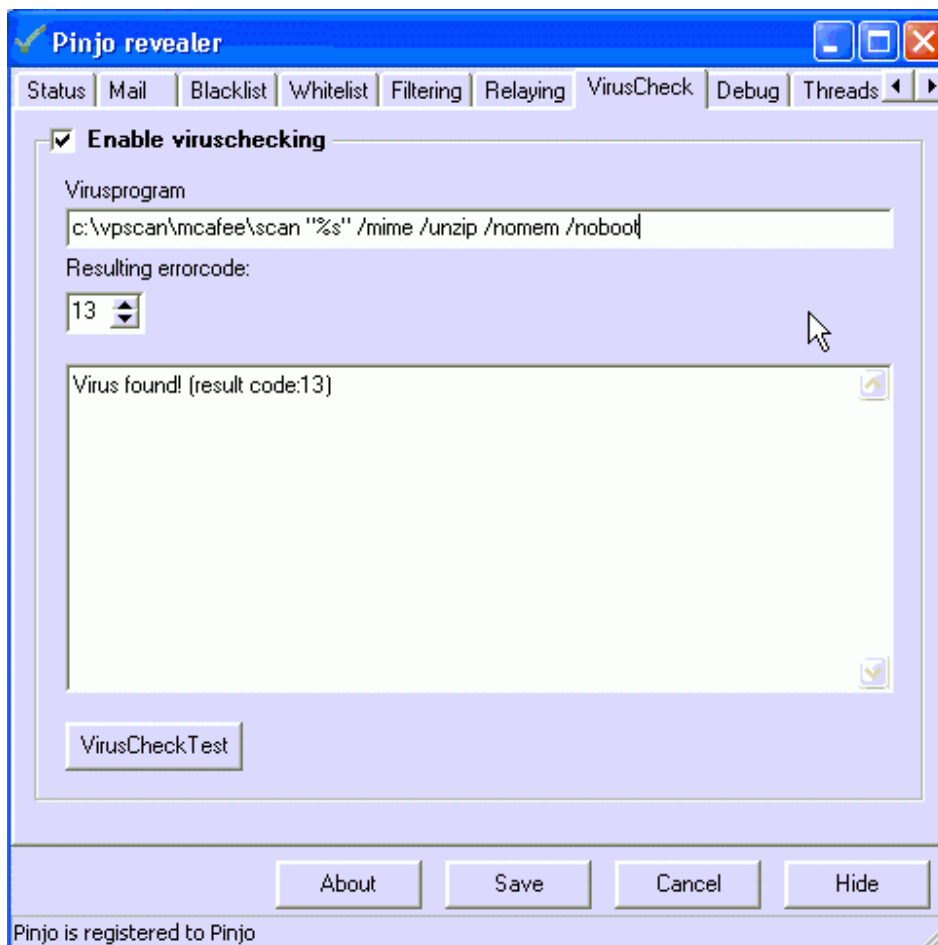 Pinjo revealer
Status Mail Blacklist Whitelist Filtering Relaying VirusCheck Debug Threads
Enable viruschecking
Virusprogram
c:\vpscan\mcafee\scan "%s" /mime /unzip /nomem /noboot
Resulting errorcode:
13
Virus found! (result code:13)
VirusCheckTest
About Save Cancel Hide
Pinjo is registered to Pinjo